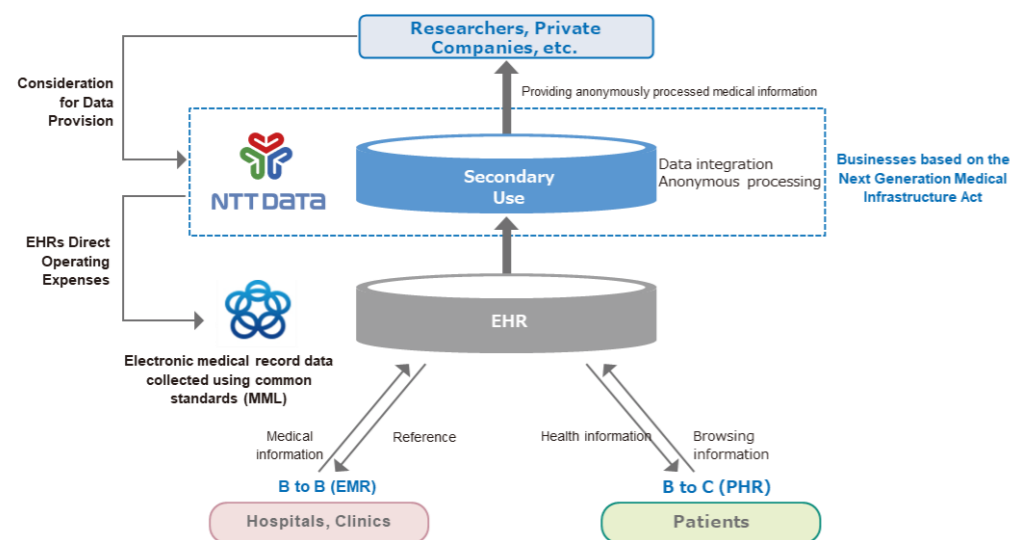 Researchers, Private
Companies, etc.
Consideration
for Data
Provision
Providing anonymously processed medical information
NTT DATA
Secondary
Use
Data integration
Anonymous processing
Businesses based on the
Next Generation Medical
Infrastructure Act
EHRs Direct
Operating
Expenses
EHR
Electronic medical record data
collected using common
standards (MML)
Medical
information
Reference
Health information
Browsing
information
B to B (EMR)
B to C (PHR)
Hospitals, Clinics
Patients